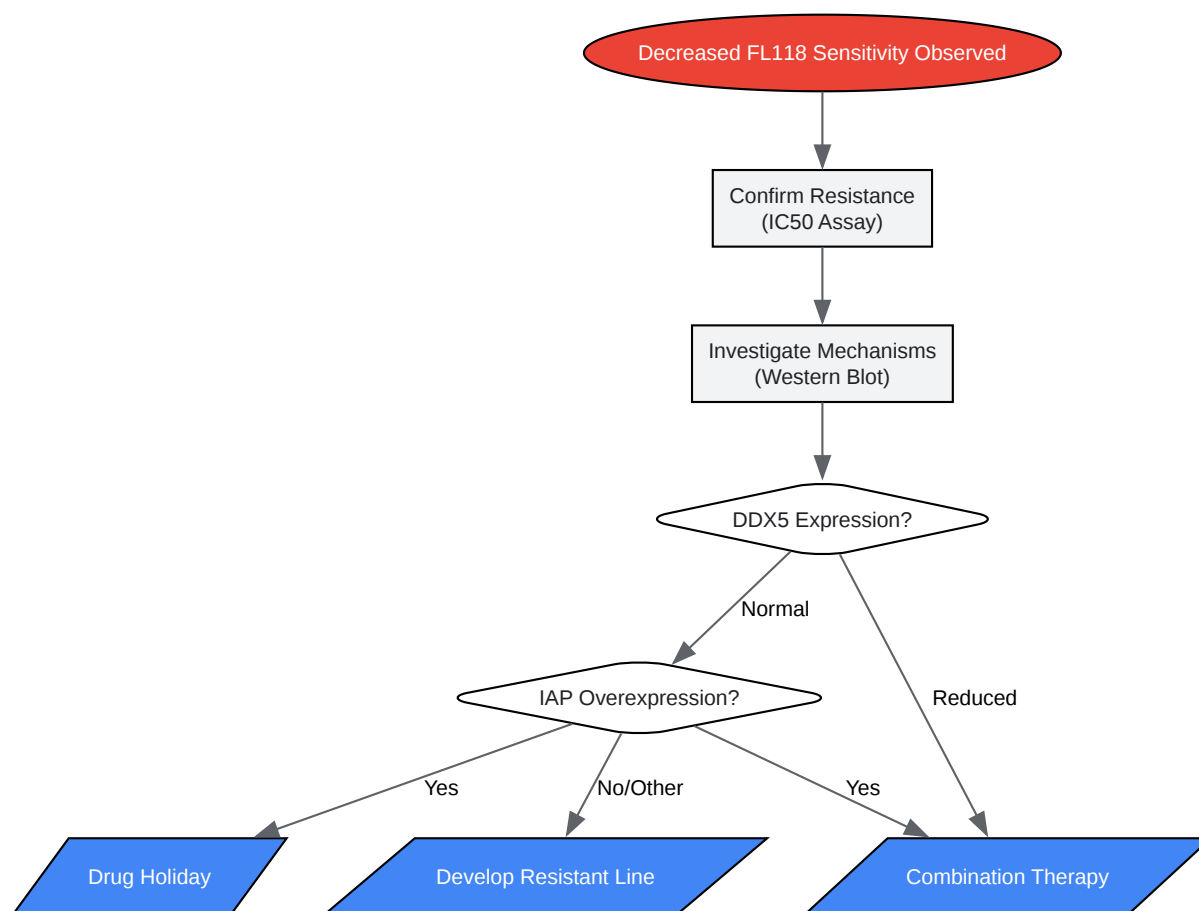 Decreased FL118 Sensitivity Observed
Confirm Resistance
(IC50 Assay)
Investigate Mechanisms
(Western Blot)
DDX5 Expression?
Normal
IAP Overexpression?
Reduced
Yes
No/Other
Yes
Drug Holiday
Develop Resistant Line
Combination Therapy